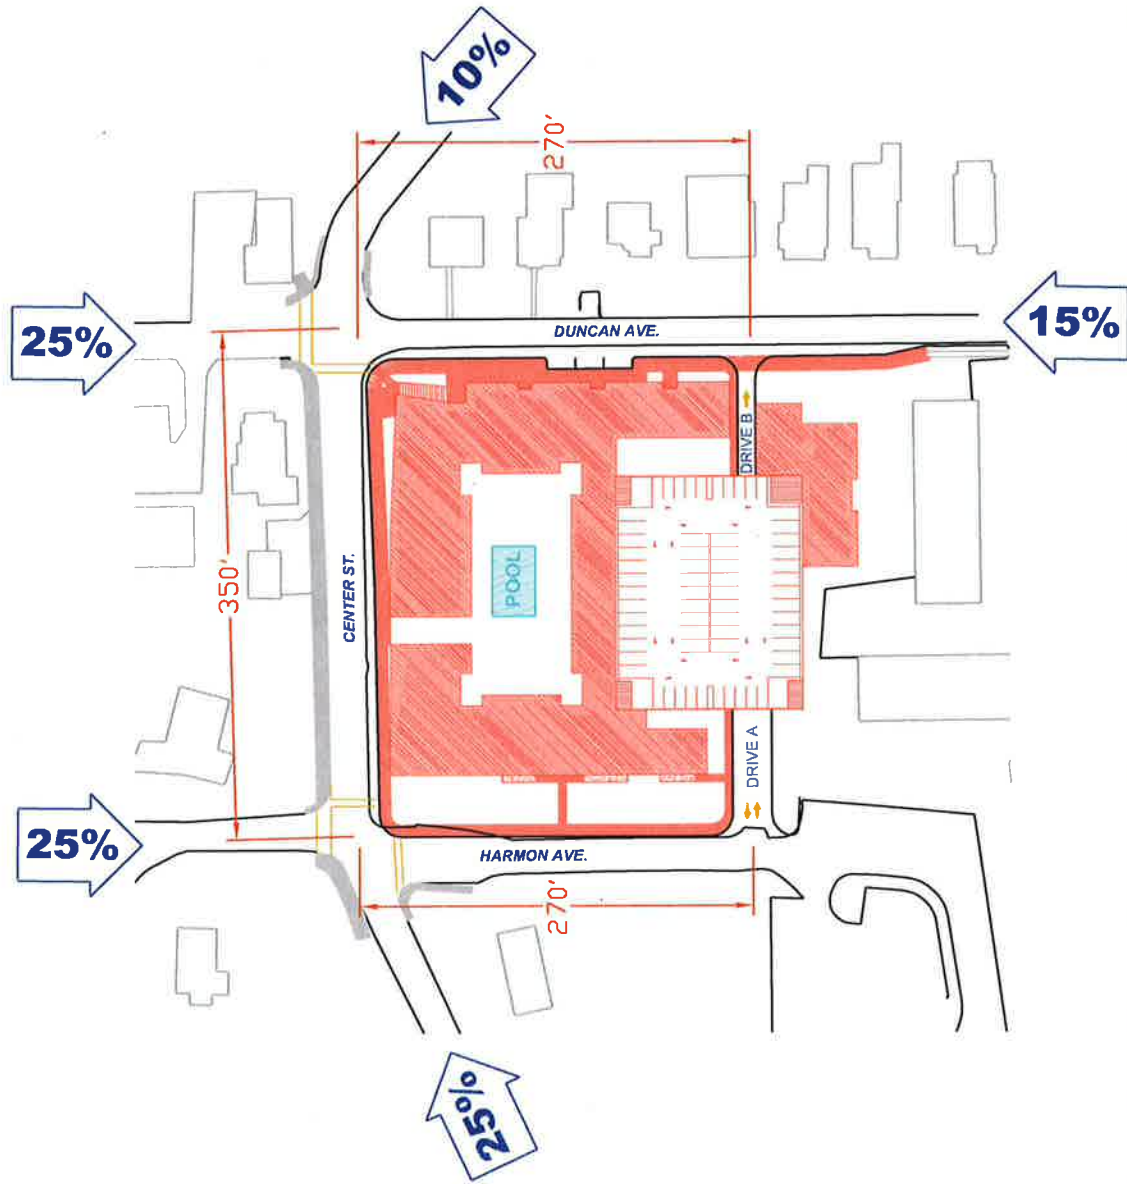 10%
270'
25%
DUNCAN AVE.
15%
350'
CENTER ST.
DRIVE B
POOL
DRIVE A
25%
HARMON AVE.
270'
25%